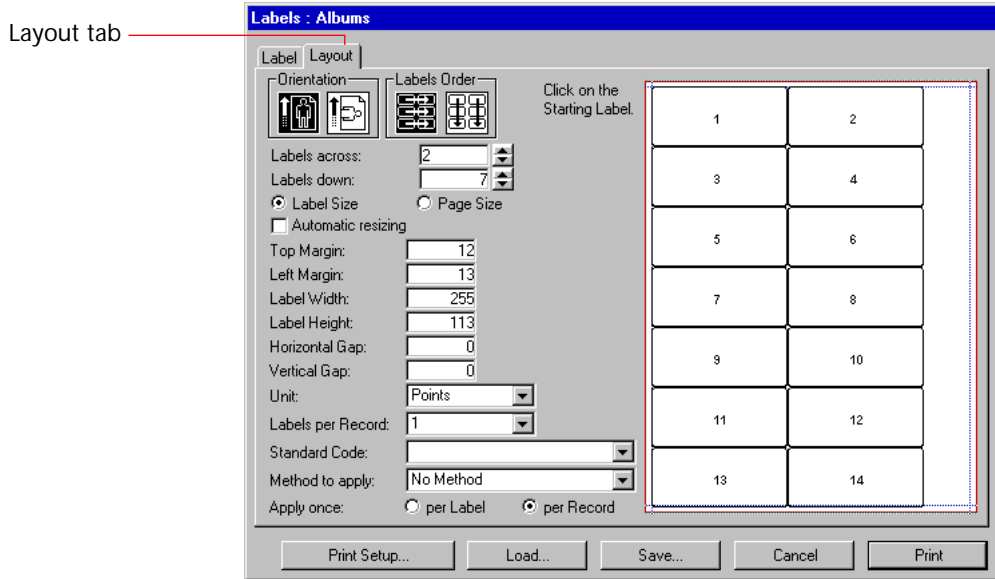 Layout tab
Labels : Albums
Label Layout
Orientation Labels Order
Click on the
Starting Label.
Labels across: 2
Labels down: 7
Label Size Page Size
Automatic resizing
Top Margin: 12
Left Margin: 13
Label Width: 255
Label Height: 113
Horizontal Gap: 0
Vertical Gap: 0
Unit: Points
Labels per Record: 1
Standard Code:
Method to apply: No Method
Apply once: per Label per Record
1 2
3 4
5 6
7 8
9 10
11 12
13 14
Print Setup... Load... Save... Cancel Print